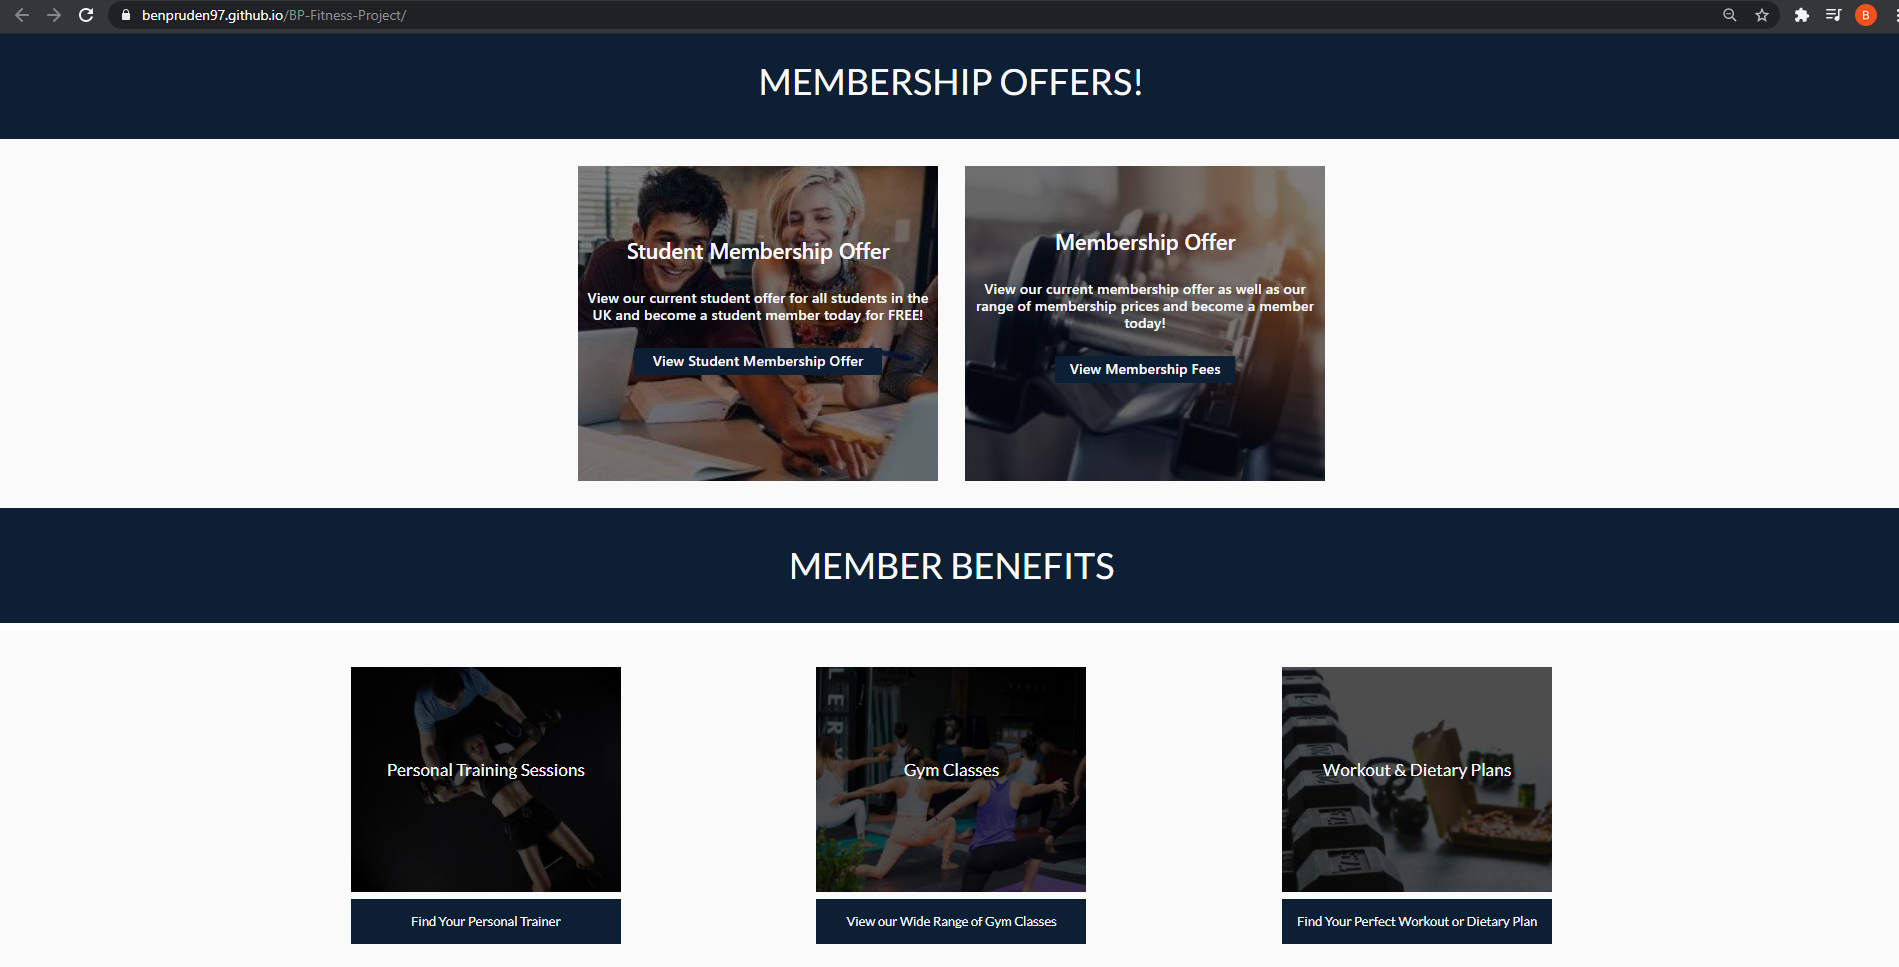 benpruden97.github.io/BP-Fitness-Project/
B
MEMBERSHIP OFFERS!
Student Membership Offer
View our current student offer for all students in the
UK and become a student member today for FREE!
View Student Membership Offer
Membership Offer
View our current membership offer as well as our
range of membership prices and become a member
today!
View Membership Fees
MEMBER BENEFITS
Personal Training Sessions
Find Your Personal Trainer
Gym Classes
View our Wide Range of Gym Classes
Workout & Dietary Plans
Find Your Perfect Workout or Dietary Plan